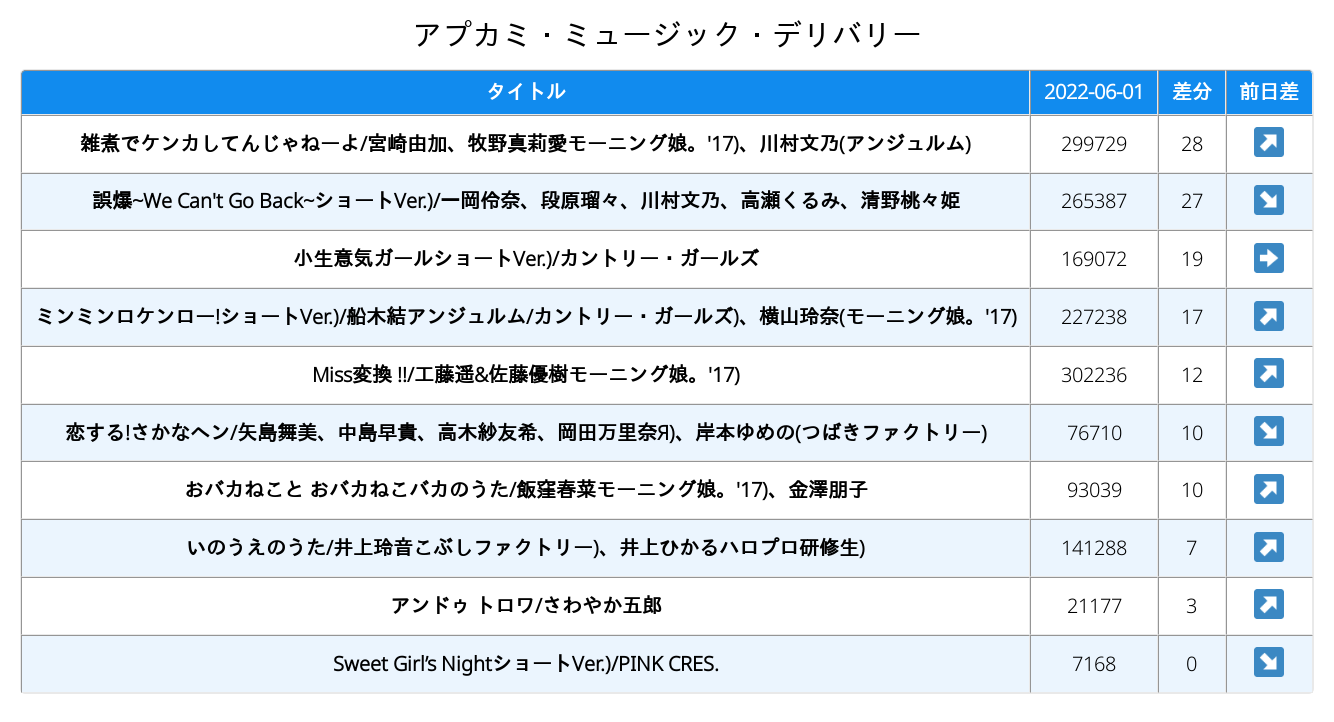 アプカミ・ミュージック・デリバリー
タイトル 2022-06-01 差分 前日差
雑煮でケンカしてんじゃねーよ/宮崎由加、牧野真莉愛モーニング娘。'17)、川村文乃(アンジュルム) 299729 28
誤爆~We Can't Go Back~ショートVer.)/一岡伶奈、段原瑠々、川村文乃、高瀬くるみ、清野桃々姫 265387 27
小生意気ガールショートVer.)/カントリー・ガールズ 169072 19
ミンミンロケンロー!ショートVer.)/船木結アンジュルム/カントリー・ガールズ)、横山玲奈(モーニング娘。'17) 227238 17
Miss変換 !!/工藤遥&佐藤優樹モーニング娘。'17) 302236 12
恋する!さかなヘン/矢島舞美、中島早貴、高木紗友希、岡田万里奈Я)、岸本ゆめの(つばきファクトリー) 76710 10
おバカねこと おバカねこバカのうた/飯窪春菜モーニング娘。'17)、金澤朋子 93039 10
いのうえのうた/井上玲音こぶしファクトリー)、井上ひかるハロプロ研修生) 141288 7
アンドゥ トロワ/さわやか五郎 21177 3
Sweet Girl’s NightショートVer.)/PINK CRES. 7168 0